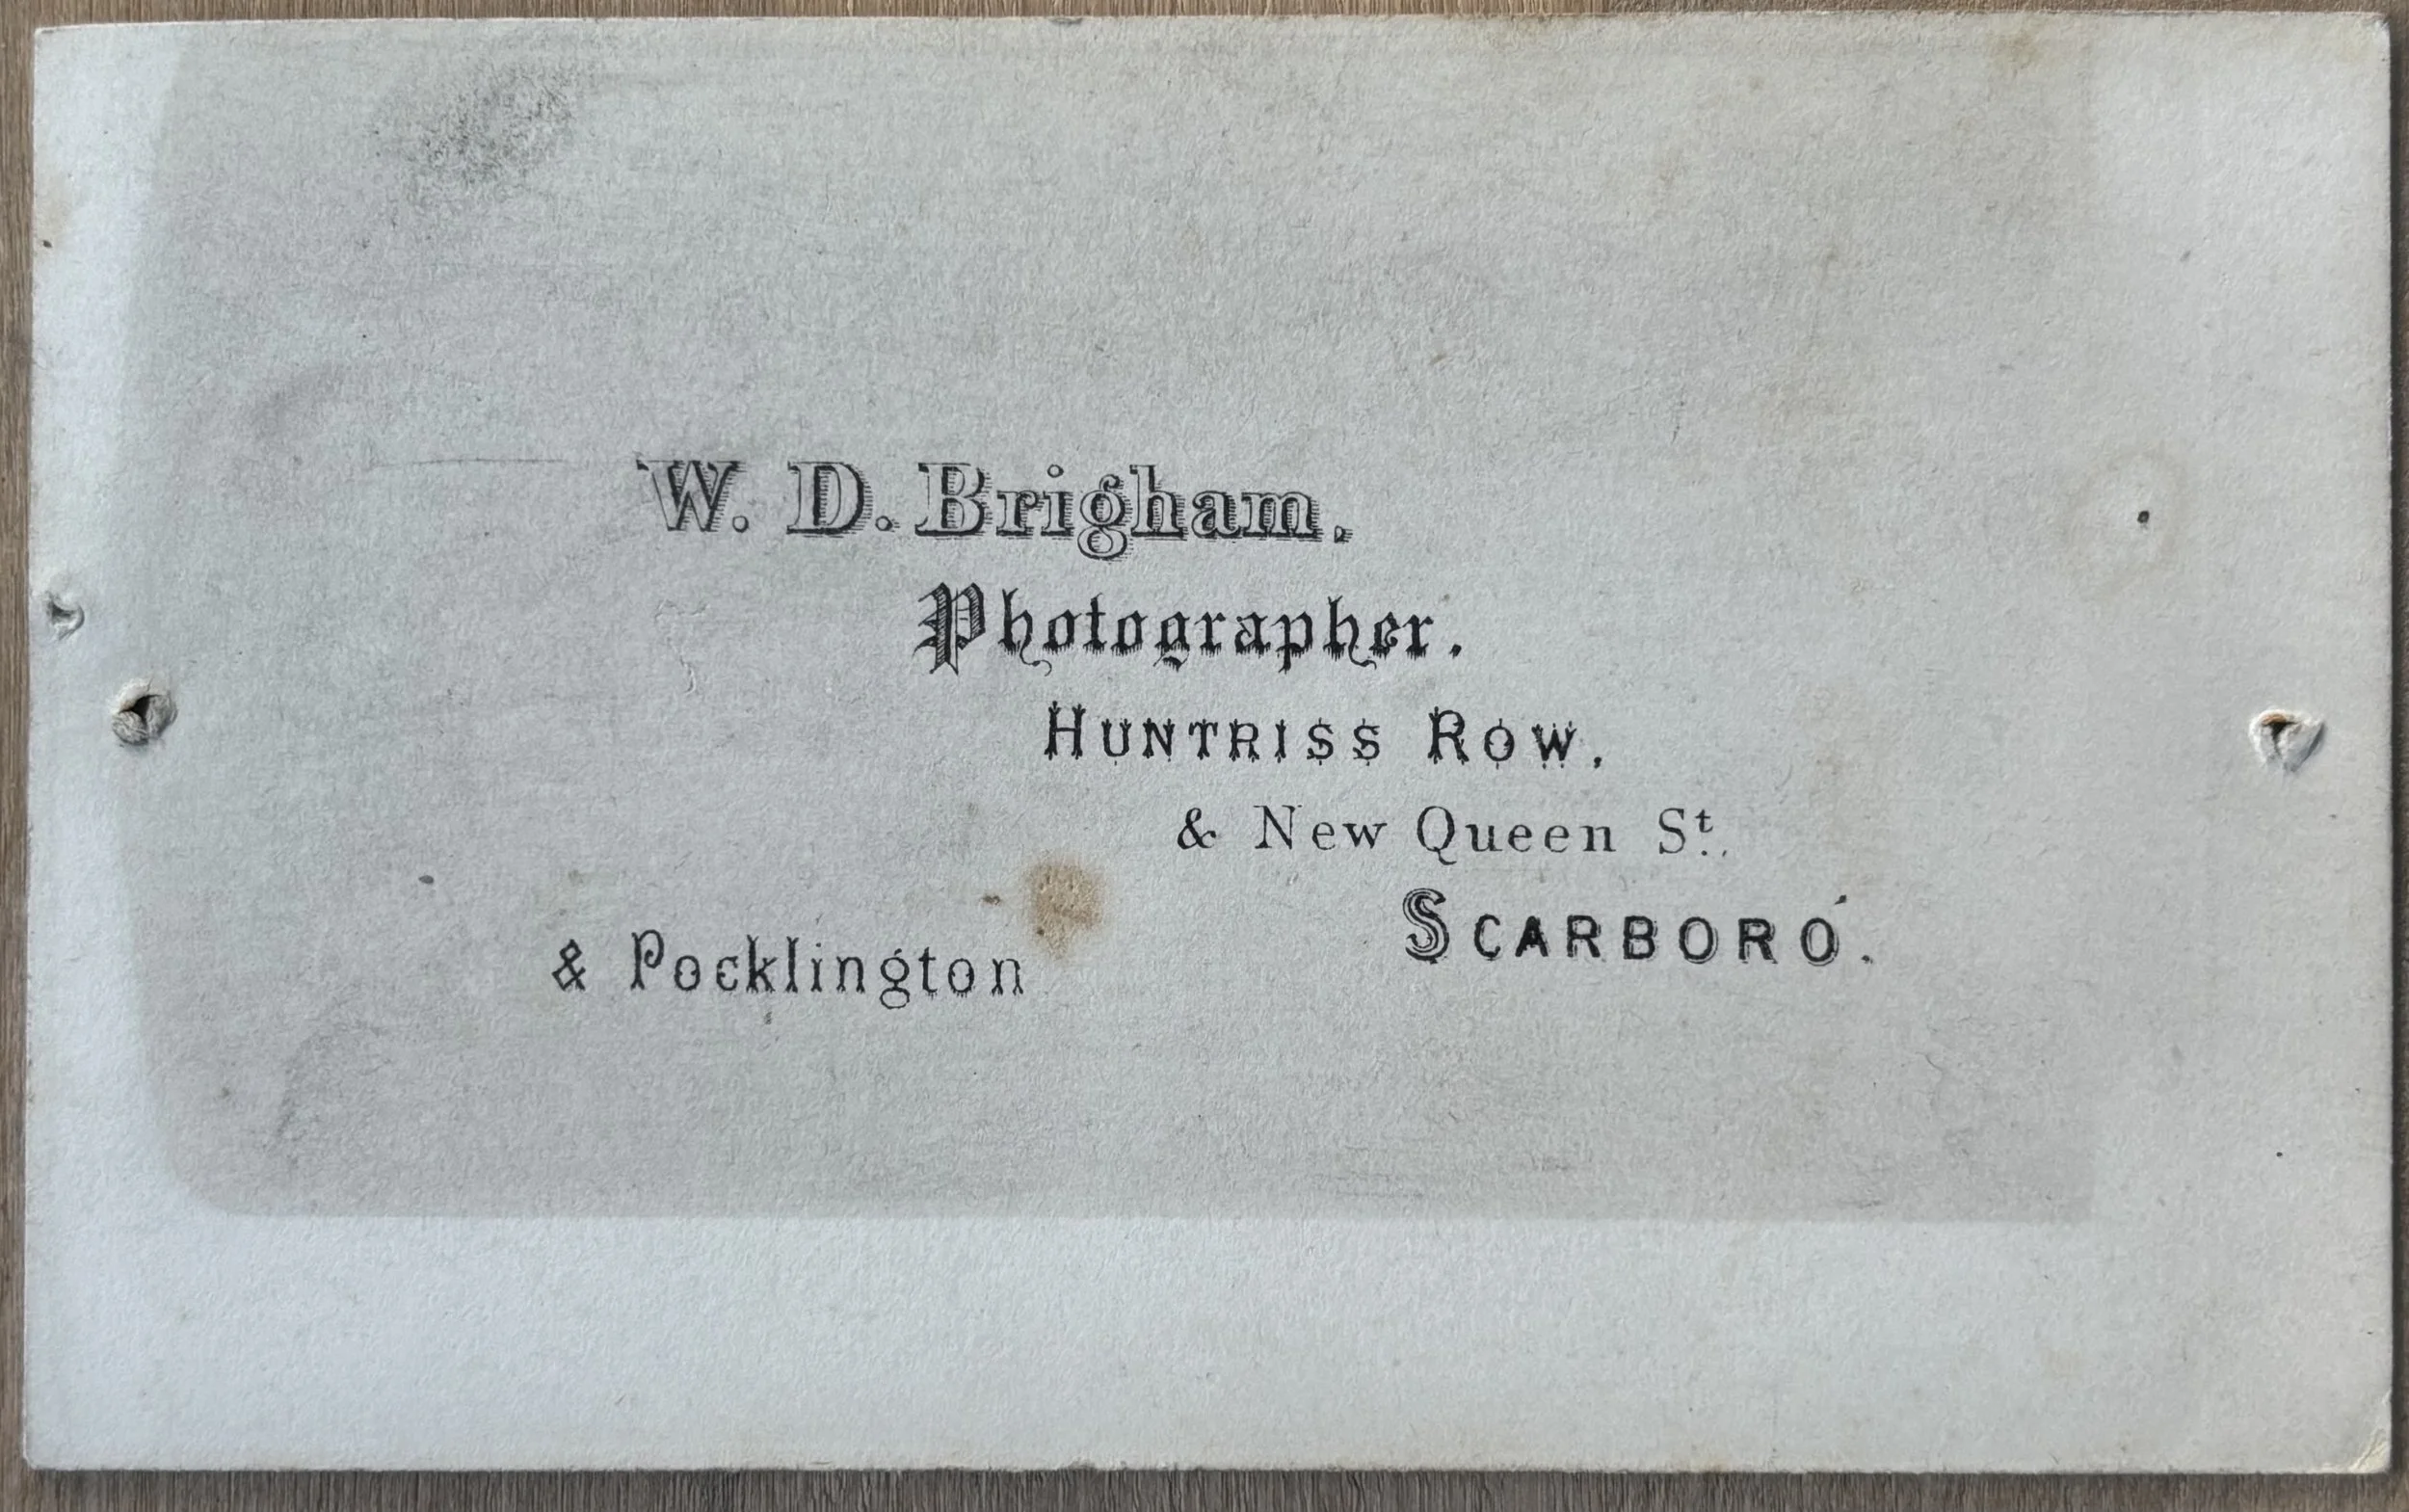 W. D. Brigham.
Photographer.
HUNTRISS ROW.
& New Queen St.
SCARBORO'.
& Pocklington